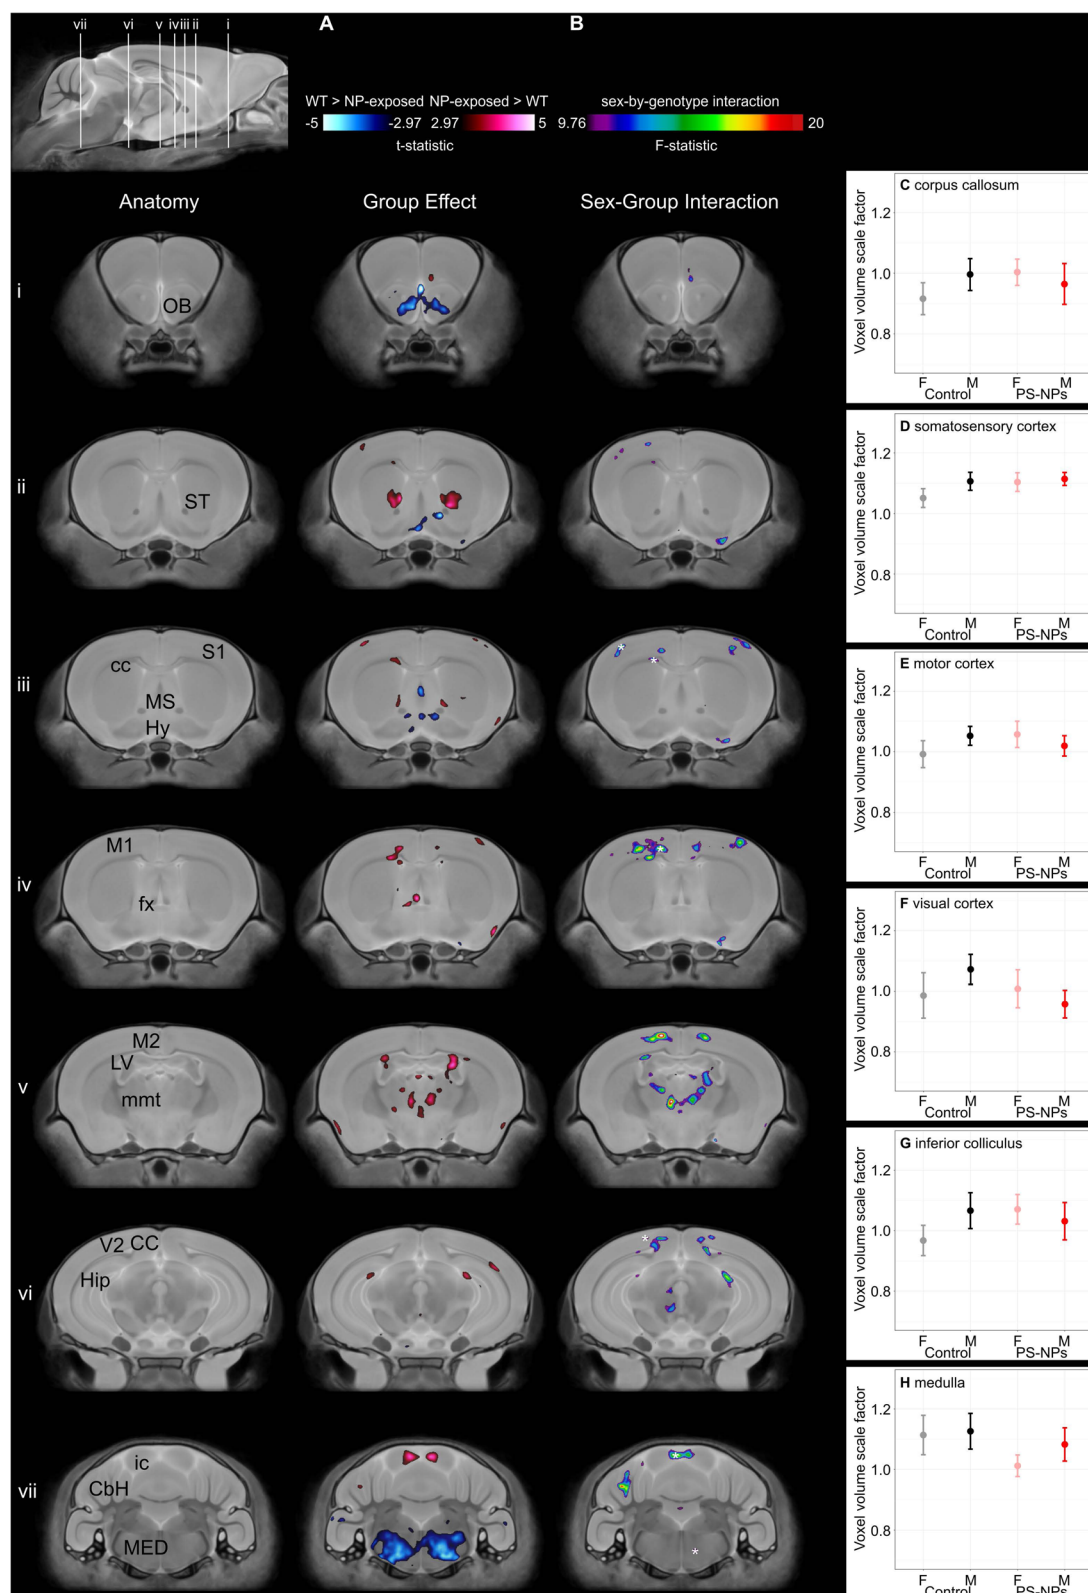 vii vi v iv iii ii i
A
B
WT > NP-exposed NP-exposed > WT
-5 -2.97 2.97 5
t-statistic
sex-by-genotype interaction
9.76 20
F-statistic
Anatomy
Group Effect
Sex-Group Interaction
i
OB
ii
ST
iii
cc
S1
MS
Hy
*
*
iv
M1
fx
*
v
M2
LV
mmt
vi
V2 CC
Hip
*
vii
ic
CbH
MED
*
*
C corpus callosum
Voxel volume scale factor
1.2
1.0
0.8
F M F M
Control PS-NPs
D somatosensory cortex
Voxel volume scale factor
1.2
1.0
0.8
F M F M
Control PS-NPs
E motor cortex
Voxel volume scale factor
1.2
1.0
0.8
F M F M
Control PS-NPs
F visual cortex
Voxel volume scale factor
1.2
1.0
0.8
F M F M
Control PS-NPs
G inferior colliculus
Voxel volume scale factor
1.2
1.0
0.8
F M F M
Control PS-NPs
H medulla
Voxel volume scale factor
1.2
1.0
0.8
F M F M
Control PS-NPs